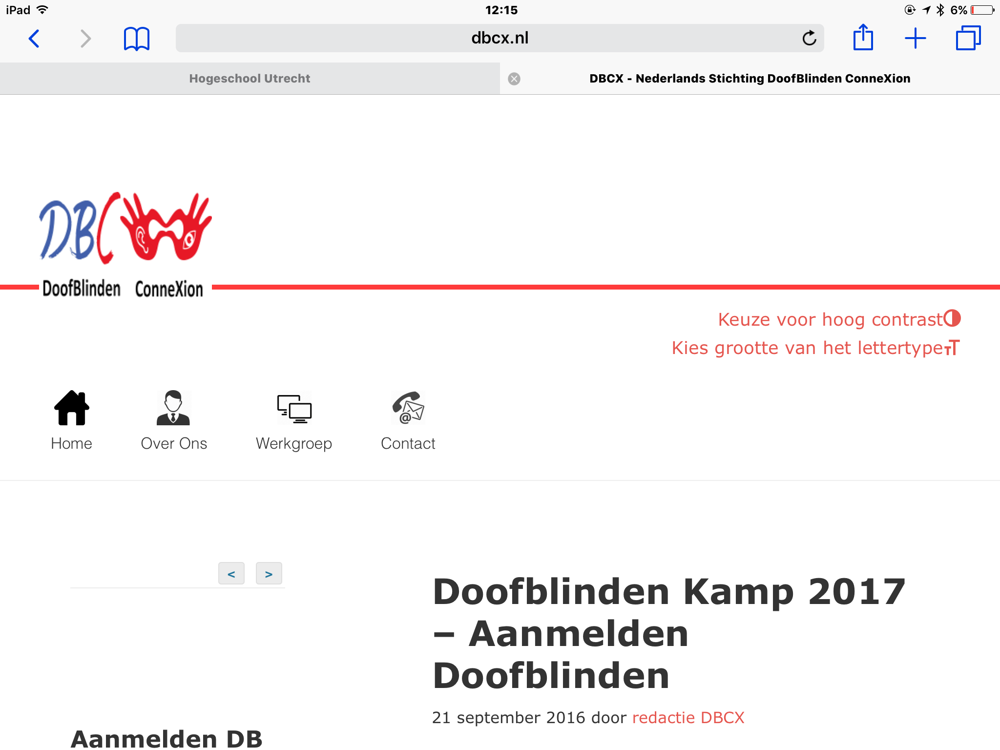 iPad 12:15 6%
dbcx.nl
Hogeschool Utrecht
DBCX - Nederlands Stichting DoofBlinden ConneXion
DBC
DoofBlinden ConneXion
Keuze voor hoog contrast
Kies grootte van het lettertype
Home Over Ons Werkgroep Contact
< >
Doofblinden Kamp 2017
– Aanmelden
Doofblinden
21 september 2016 door redactie DBCX
Aanmelden DB